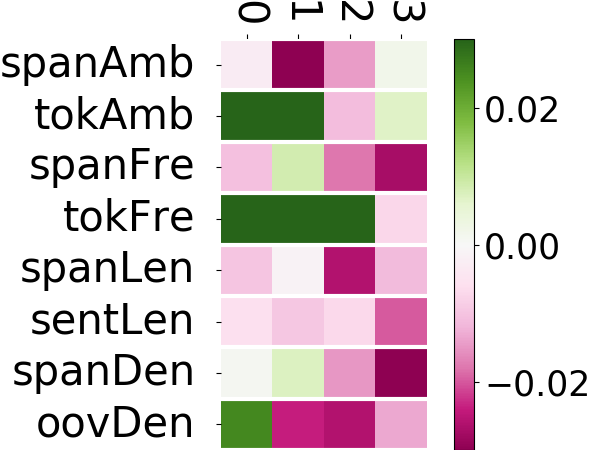 0 1 2 3
spanAmb
tokAmb
spanFre
tokFre
spanLen
sentLen
spanDen
oovDen
0.02
0.00
−0.02